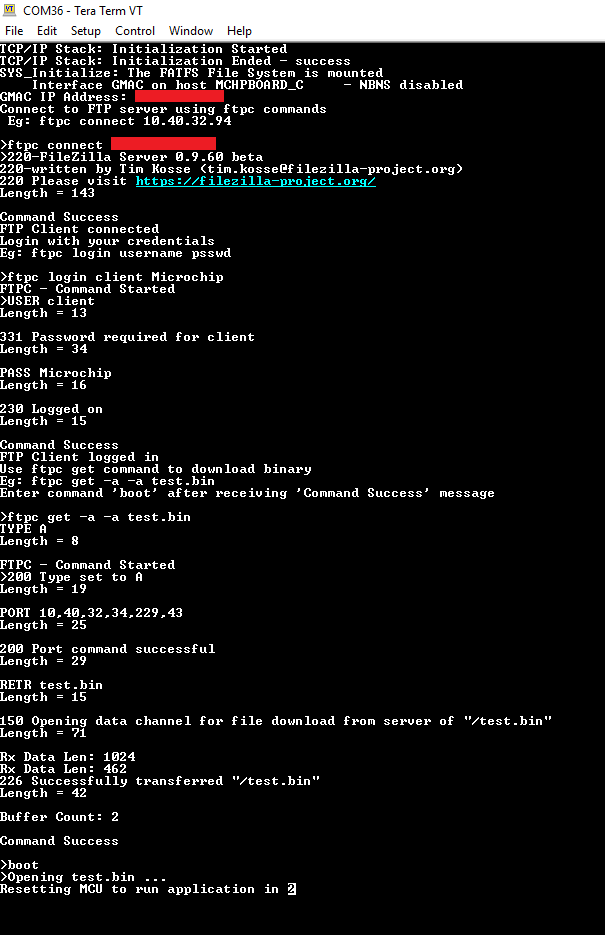 COM36 - Tera Term VT
File Edit Setup Control Window Help
TCP/IP Stack: Initialization Started
TCP/IP Stack: Initialization Ended - success
SYS_Initialize: The FATFS File System is mounted
    Interface GMAC on host MCHPBOARD_C     - NBNS disabled
GMAC IP Address:
Connect to FTP server using ftpc commands
 Eg: ftpc connect 10.40.32.94
>ftpc connect
>220-FileZilla Server 0.9.60 beta
220-written by Tim Kosse (tim.kosse@filezilla-project.org)
220 Please visit https://filezilla-project.org/
Length = 143
Command Success
FTP Client connected
Login with your credentials
Eg: ftpc login username psswd
>ftpc login client Microchip
FTPC - Command Started
>USER client
Length = 13
331 Password required for client
Length = 34
PASS Microchip
Length = 16
230 Logged on
Length = 15
Command Success
FTP Client logged in
Use ftpc get command to download binary
Eg: ftpc get -a -a test.bin
Enter command 'boot' after receiving 'Command Success' message
>ftpc get -a -a test.bin
TYPE A
Length = 8
FTPC - Command Started
>200 Type set to A
Length = 19
PORT 10,40,32,34,229,43
Length = 25
200 Port command successful
Length = 29
RETR test.bin
Length = 15
150 Opening data channel for file download from server of "/test.bin"
Length = 71
Rx Data Len: 1024
Rx Data Len: 462
226 Successfully transferred "/test.bin"
Length = 42
Buffer Count: 2
Command Success
>boot
>Opening test.bin ...
Resetting MCU to run application in 2